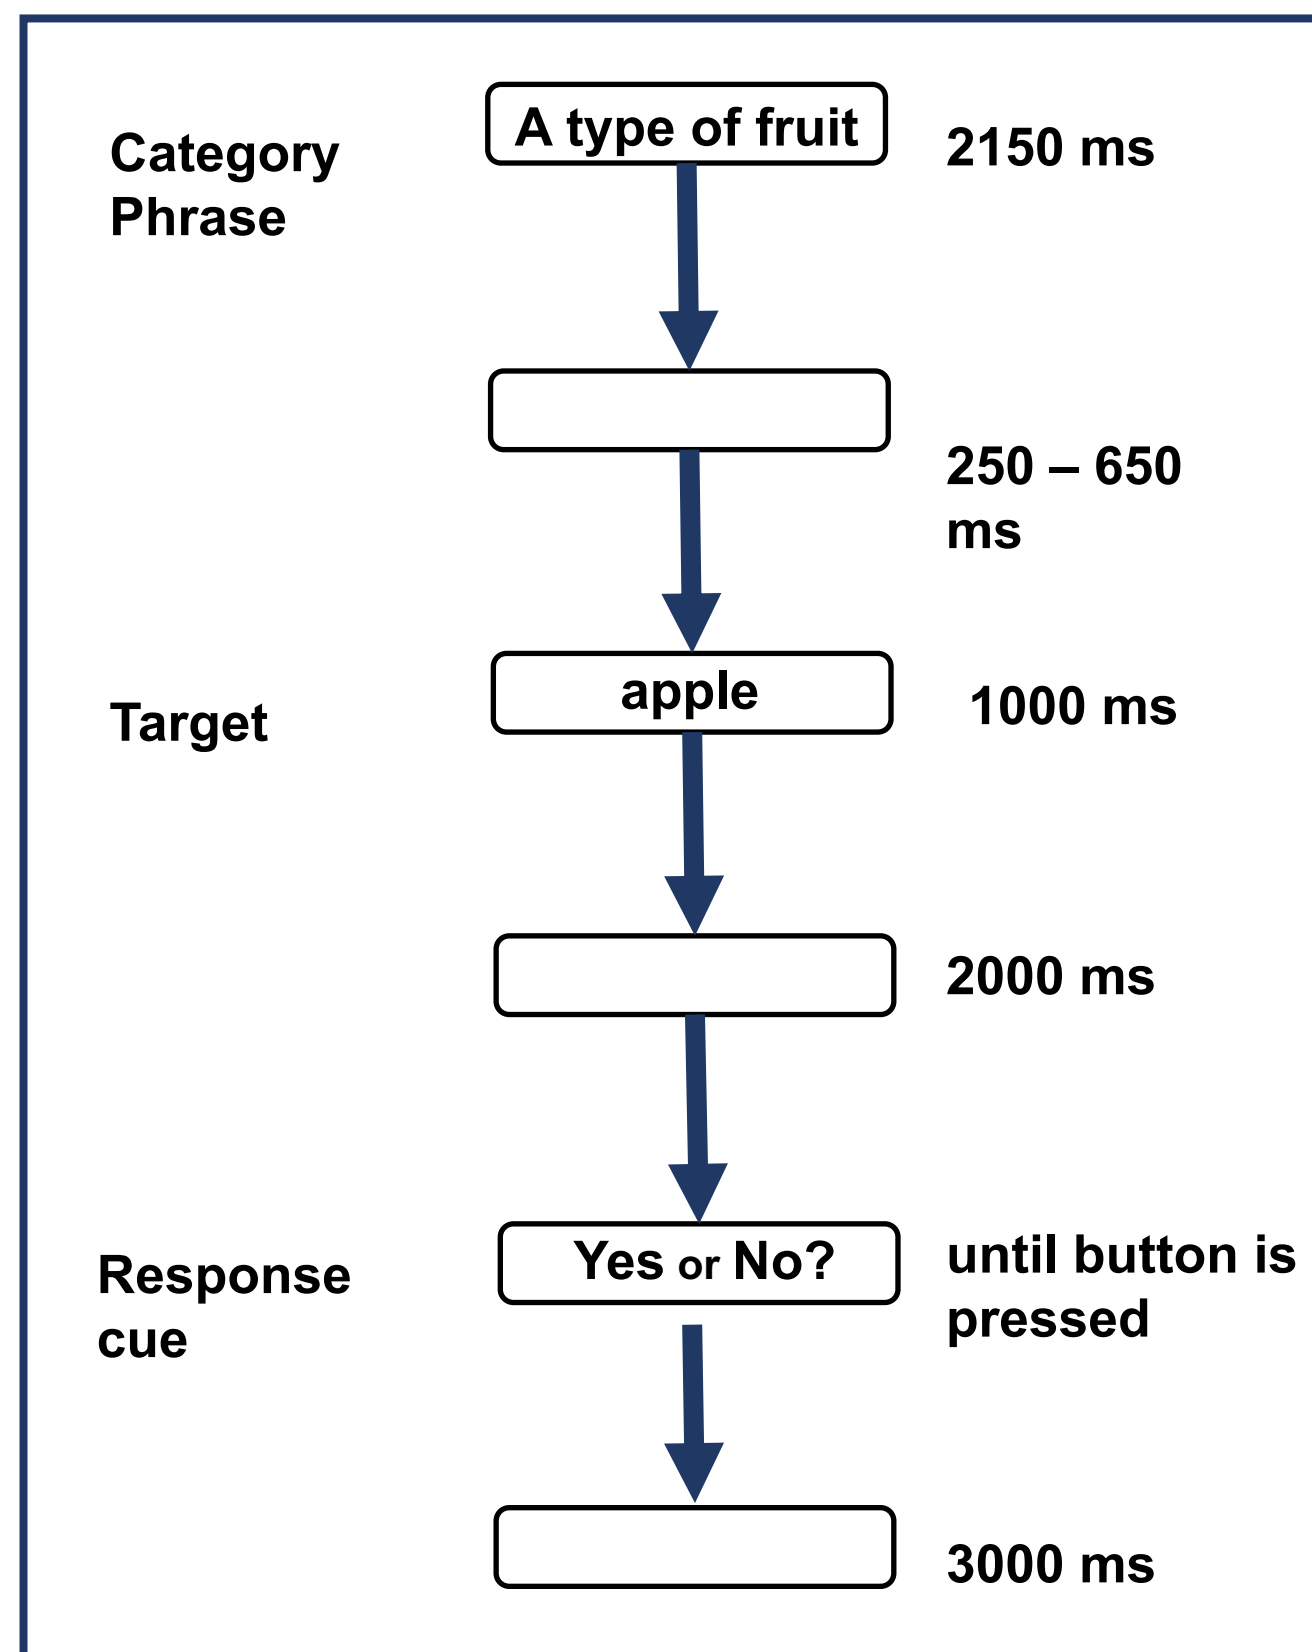 Category
Phrase
A type of fruit
2150 ms
250 – 650
ms
Target
apple
1000 ms
2000 ms
Response
cue
Yes or No?
until button is
pressed
3000 ms